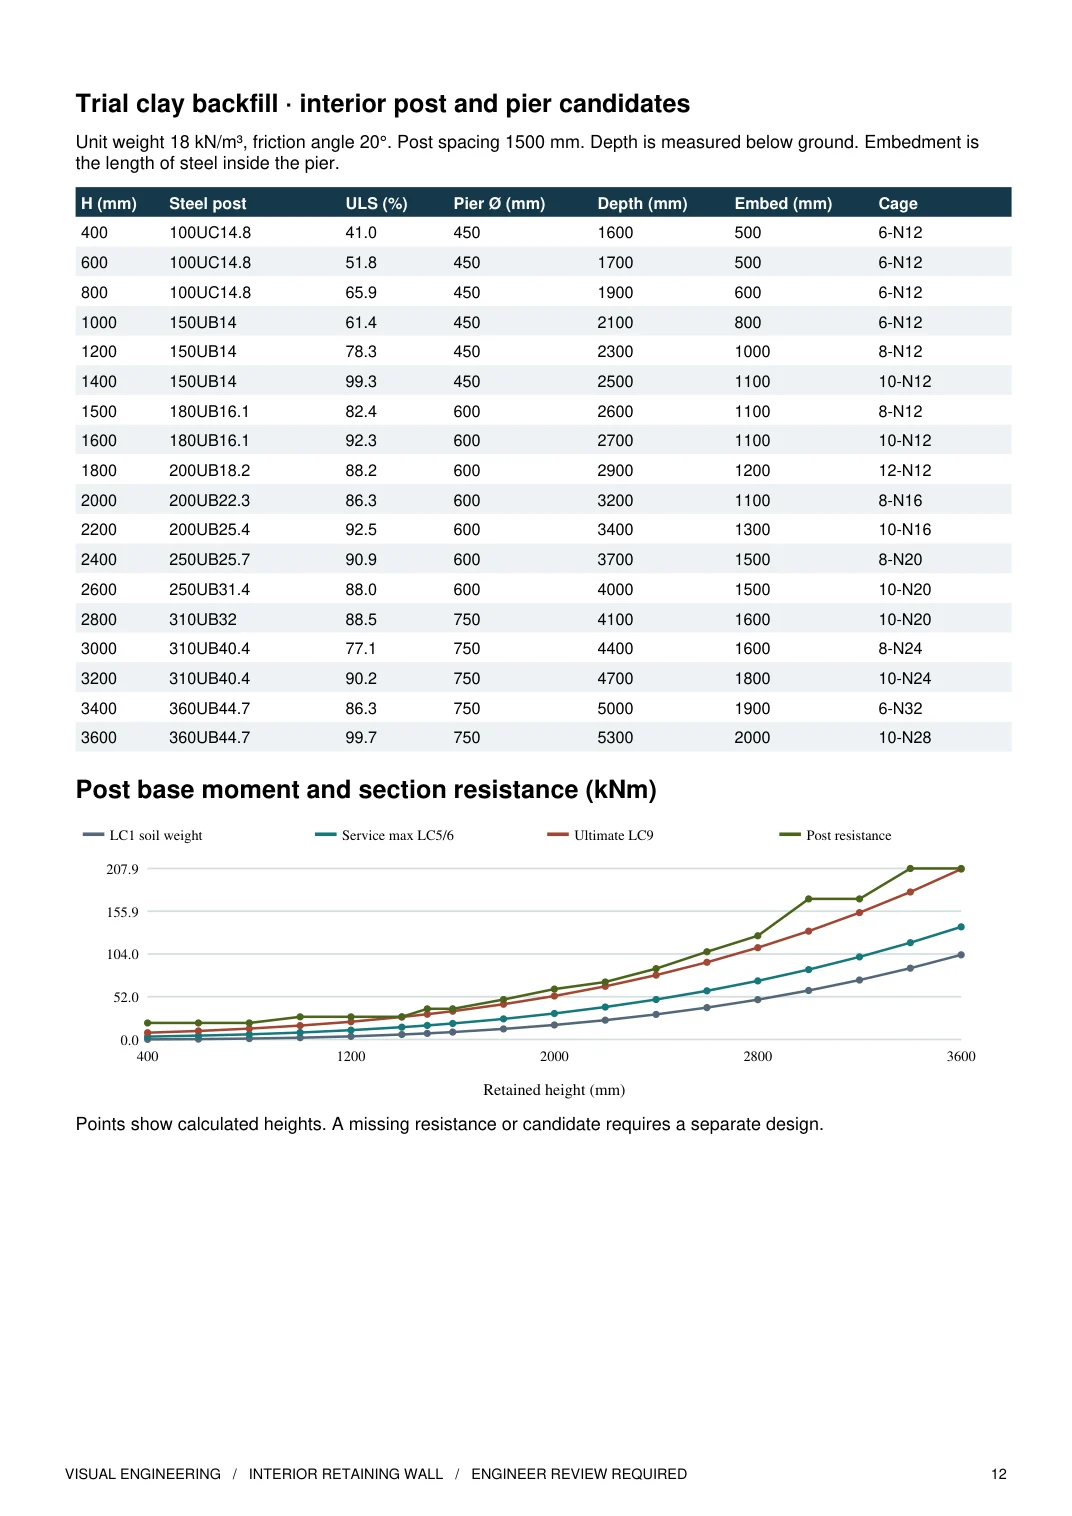 Trial clay backfill · interior post and pier candidates
Unit weight 18 kN/m³, friction angle 20°. Post spacing 1500 mm. Depth is measured below ground. Embedment is
the length of steel inside the pier.
H (mm) Steel post ULS (%) Pier Ø (mm) Depth (mm) Embed (mm) Cage
400 100UC14.8 41.0 450 1600 500 6-N12
600 100UC14.8 51.8 450 1700 500 6-N12
800 100UC14.8 65.9 450 1900 600 6-N12
1000 150UB14 61.4 450 2100 800 6-N12
1200 150UB14 78.3 450 2300 1000 8-N12
1400 150UB14 99.3 450 2500 1100 10-N12
1500 180UB16.1 82.4 600 2600 1100 8-N12
1600 180UB16.1 92.3 600 2700 1100 10-N12
1800 200UB18.2 88.2 600 2900 1200 12-N12
2000 200UB22.3 86.3 600 3200 1100 8-N16
2200 200UB25.4 92.5 600 3400 1300 10-N16
2400 250UB25.7 90.9 600 3700 1500 8-N20
2600 250UB31.4 88.0 600 4000 1500 10-N20
2800 310UB32 88.5 750 4100 1600 10-N20
3000 310UB40.4 77.1 750 4400 1600 8-N24
3200 310UB40.4 90.2 750 4700 1800 10-N24
3400 360UB44.7 86.3 750 5000 1900 6-N32
3600 360UB44.7 99.7 750 5300 2000 10-N28
Post base moment and section resistance (kNm)
LC1 soil weight Service max LC5/6 Ultimate LC9 Post resistance
207.9
155.9
104.0
52.0
0.0
400 1200 2000 2800 3600
Retained height (mm)
Points show calculated heights. A missing resistance or candidate requires a separate design.
VISUAL ENGINEERING / INTERIOR RETAINING WALL / ENGINEER REVIEW REQUIRED 12